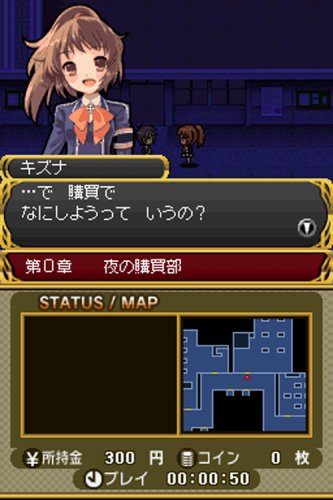 キズナ
…で 購買で
なにしようって いうの？
第0章 夜の購買部
STATUS / MAP
¥所持金 300 円 コイン 0 枚
プレイ 00:00:50